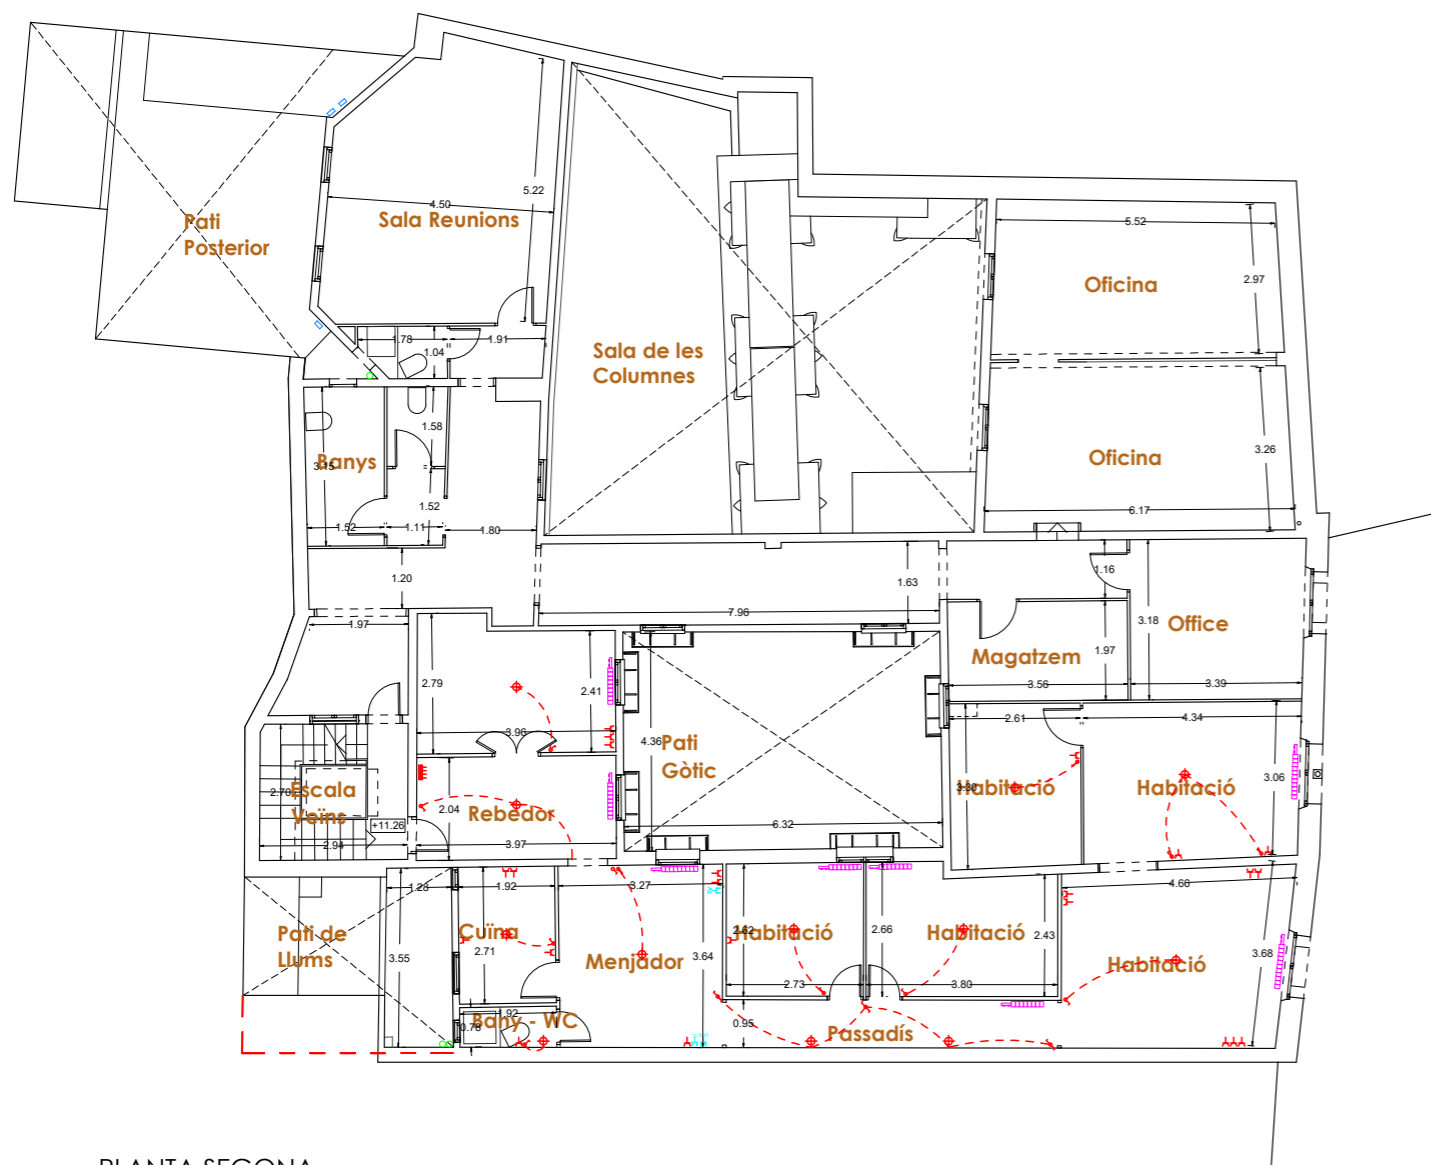 5.22
4.50
Sala Reunions
Pati
Posterior
5.52
2.97
Oficina
1.78
1.04
1.91
Sala de les
Columnes
1.58
Banys
3.15
Oficina
3.26
1.52
1.52
1.11
1.80
6.17
1.20
1.63
1.16
7.96
3.18
Office
1.97
Magatzem
1.97
2.79
2.41
3.56
3.39
3.96
4.36
Pati
Gòtic
2.61
4.34
3.06
3.30
Habitació
Habitació
2.70
Escala
Veïns
2.04
Rebedor
+11.26
6.32
2.94
3.97
1.28
1.92
3.27
4.66
Pati de
Llums
Cuïna
2.71
3.55
Menjador
3.64
2.62
Habitació
2.66
Habitació
2.43
Habitació
3.68
2.73
3.80
1.92
Bany - WC
0.78
0.95
Passadís
PLANTA SEGONA